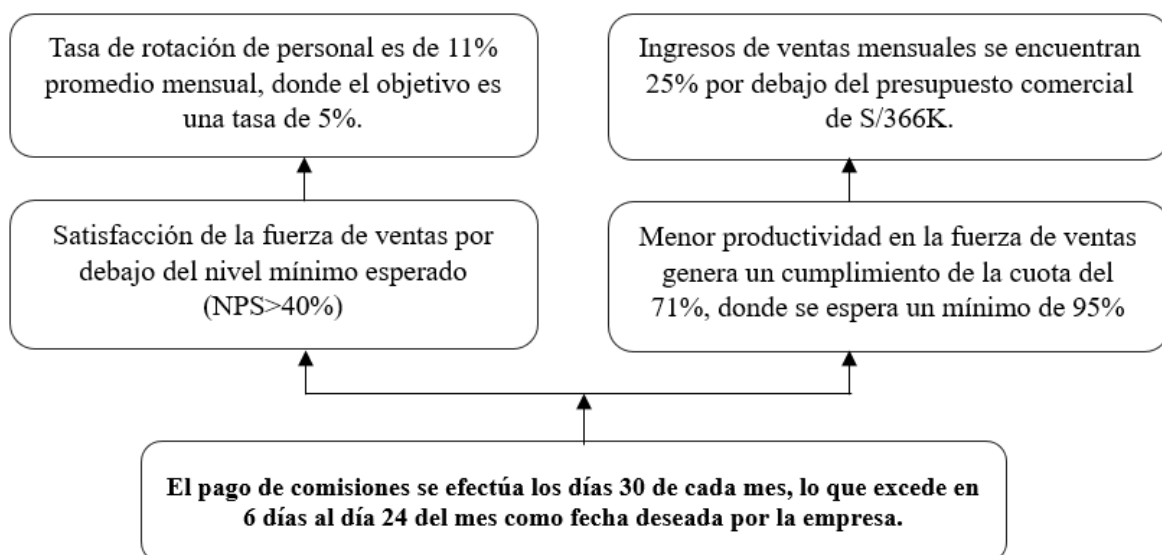 Tasa de rotación de personal es de 11%
promedio mensual, donde el objetivo es
una tasa de 5%.
Ingresos de ventas mensuales se encuentran
25% por debajo del presupuesto comercial
de S/366K.
Satisfacción de la fuerza de ventas por
debajo del nivel mínimo esperado
(NPS>40%)
Menor productividad en la fuerza de ventas
genera un cumplimiento de la cuota del
71%, donde se espera un mínimo de 95%
El pago de comisiones se efectúa los días 30 de cada mes, lo que excede en
6 días al día 24 del mes como fecha deseada por la empresa.